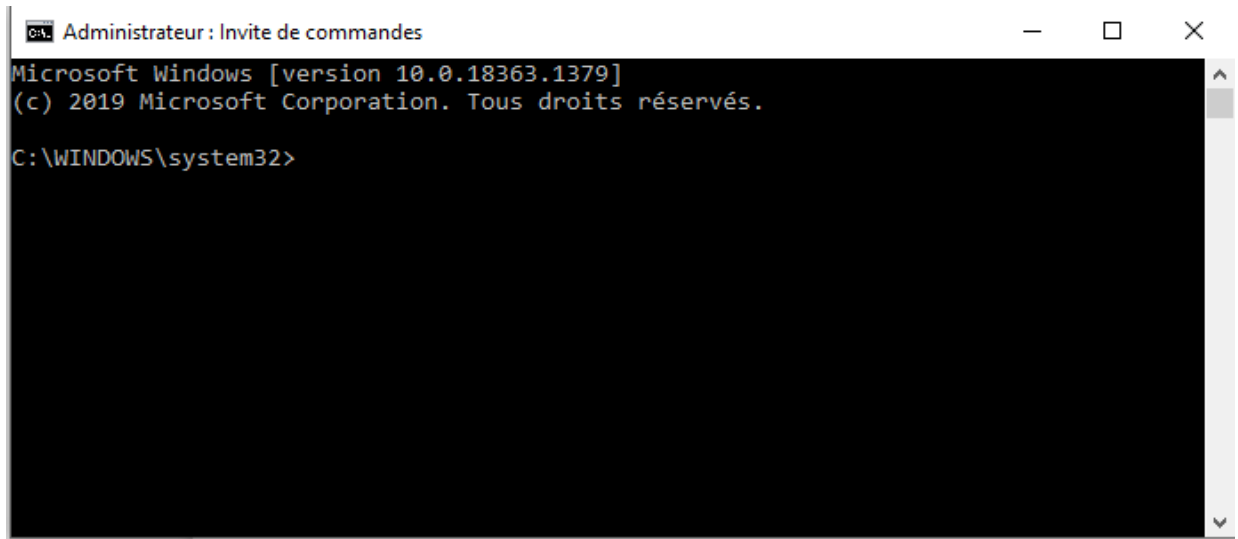 Administrateur : Invite de commandes
Microsoft Windows [version 10.0.18363.1379]
(c) 2019 Microsoft Corporation. Tous droits réservés.
C:\WINDOWS\system32>